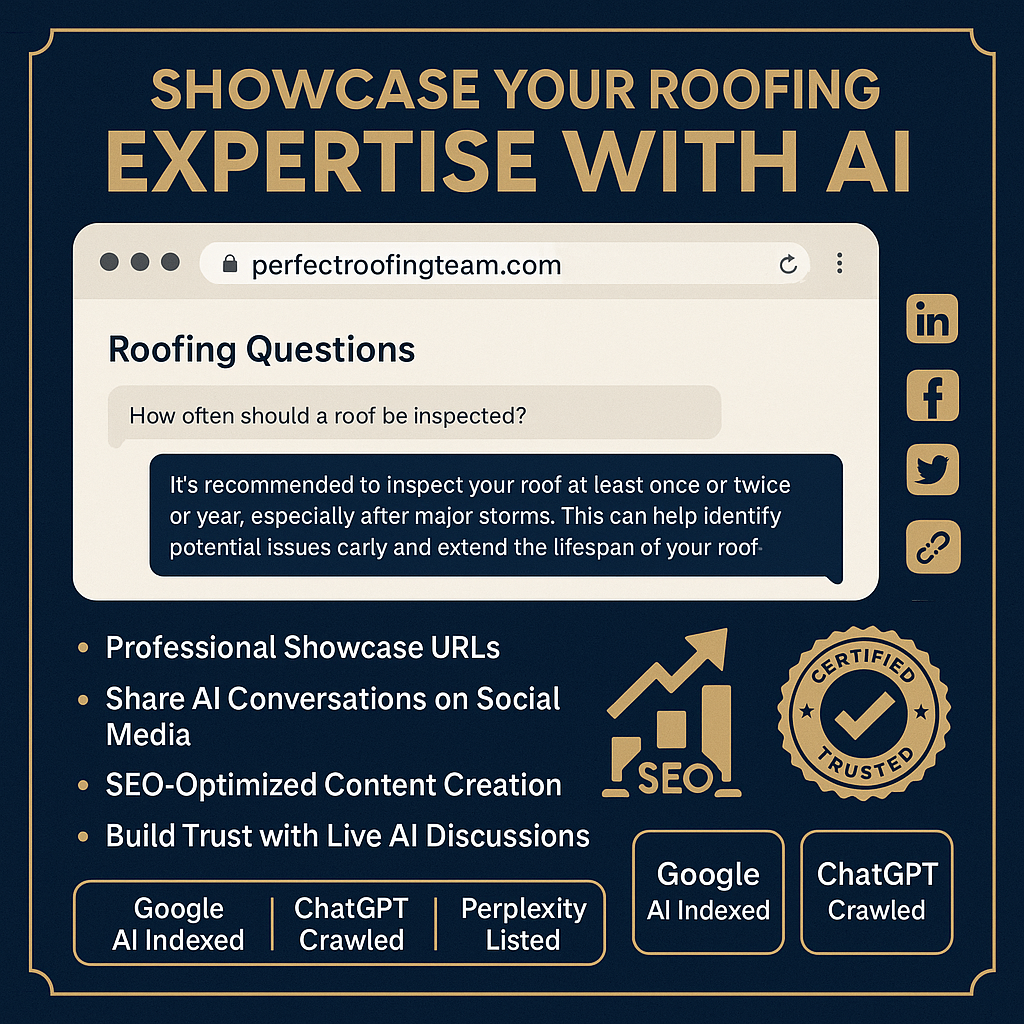 SHOWCASE YOUR ROOFING
EXPERTISE WITH AI
perfectroofingteam.com
Roofing Questions
How often should a roof be inspected?
It's recommended to inspect your roof at least once or twice
or year, especially after major storms. This can help identify
potential issues carly and extend the lifespan of your roof-
in
f
• Professional Showcase URLs
• Share AI Conversations on Social
Media
• SEO-Optimized Content Creation
• Build Trust with Live AI Discussions
SEO
CERTIFIED
TRUSTED
Google
AI Indexed
ChatGPT
Crawled
Perplexity
Listed
Google
AI Indexed
ChatGPT
Crawled